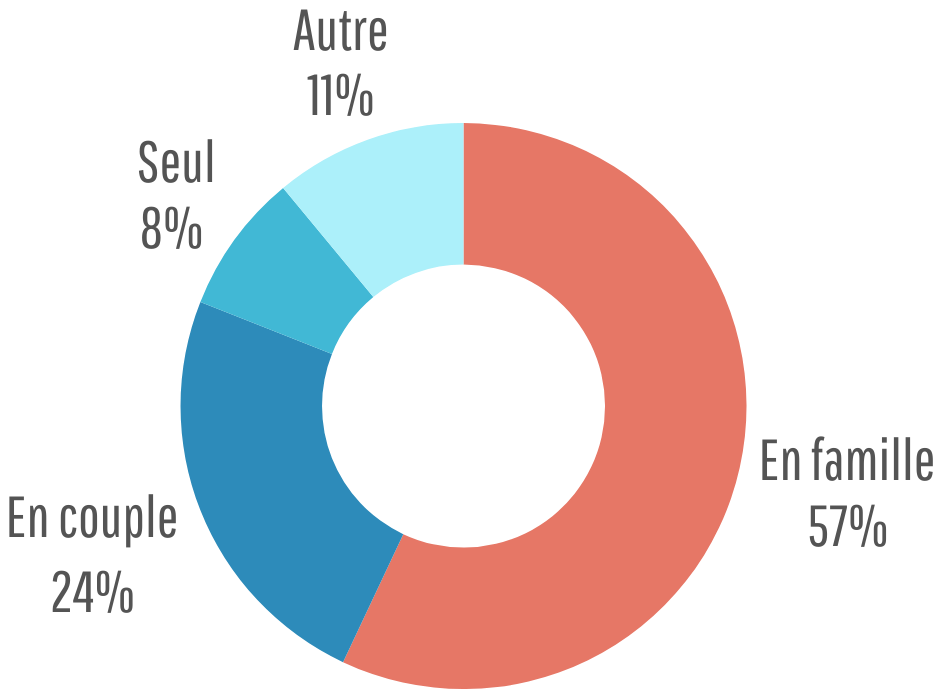 Autre
11%
Seul
8%
En famille
57%
En couple
24%